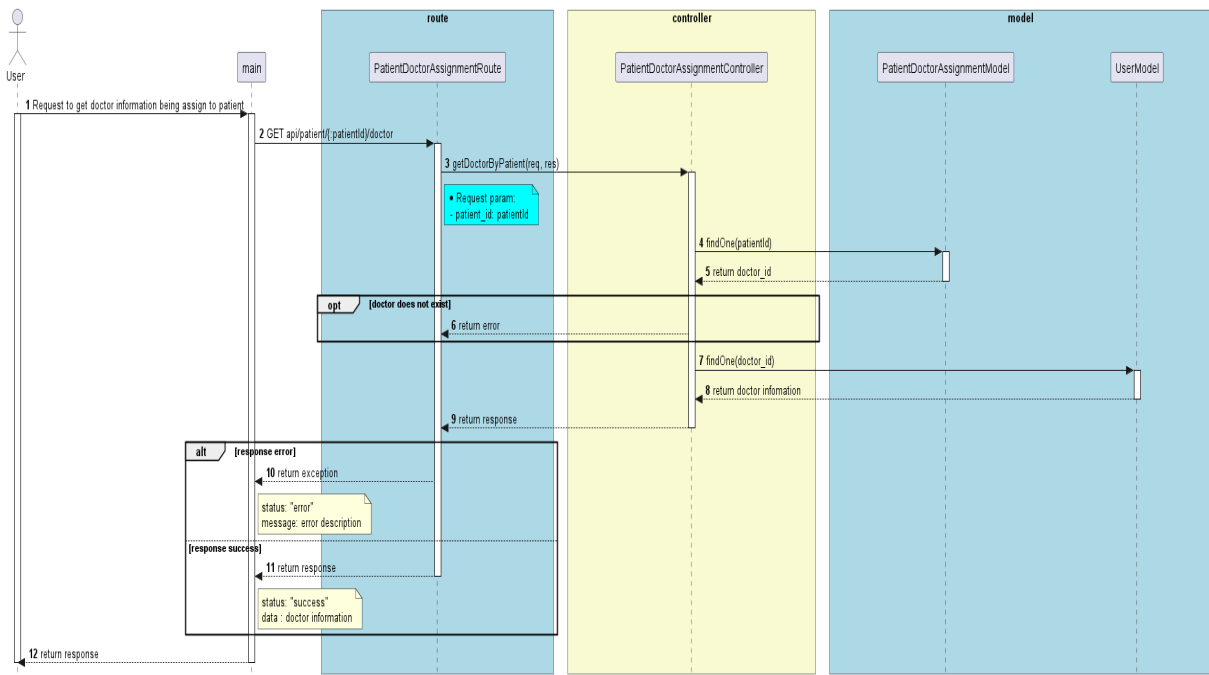 route
controller
model
User
main
PatientDoctorAssignmentRoute
PatientDoctorAssignmentController
PatientDoctorAssignmentModel
UserModel
1 Request to get doctor information being assign to patient
2 GET api/patient/{:patientId}/doctor
3 getDoctorByPatient(req, res)
• Request param:
- patient_id: patientId
4 findOne(patientId)
5 return doctor_id
opt [doctor does not exist]
6 return error
7 findOne(doctor_id)
8 return doctor infomation
9 return response
alt [response error]
10 return exception
status: "error"
message: error description
[response success]
11 return response
status: "success"
data : doctor information
12 return response